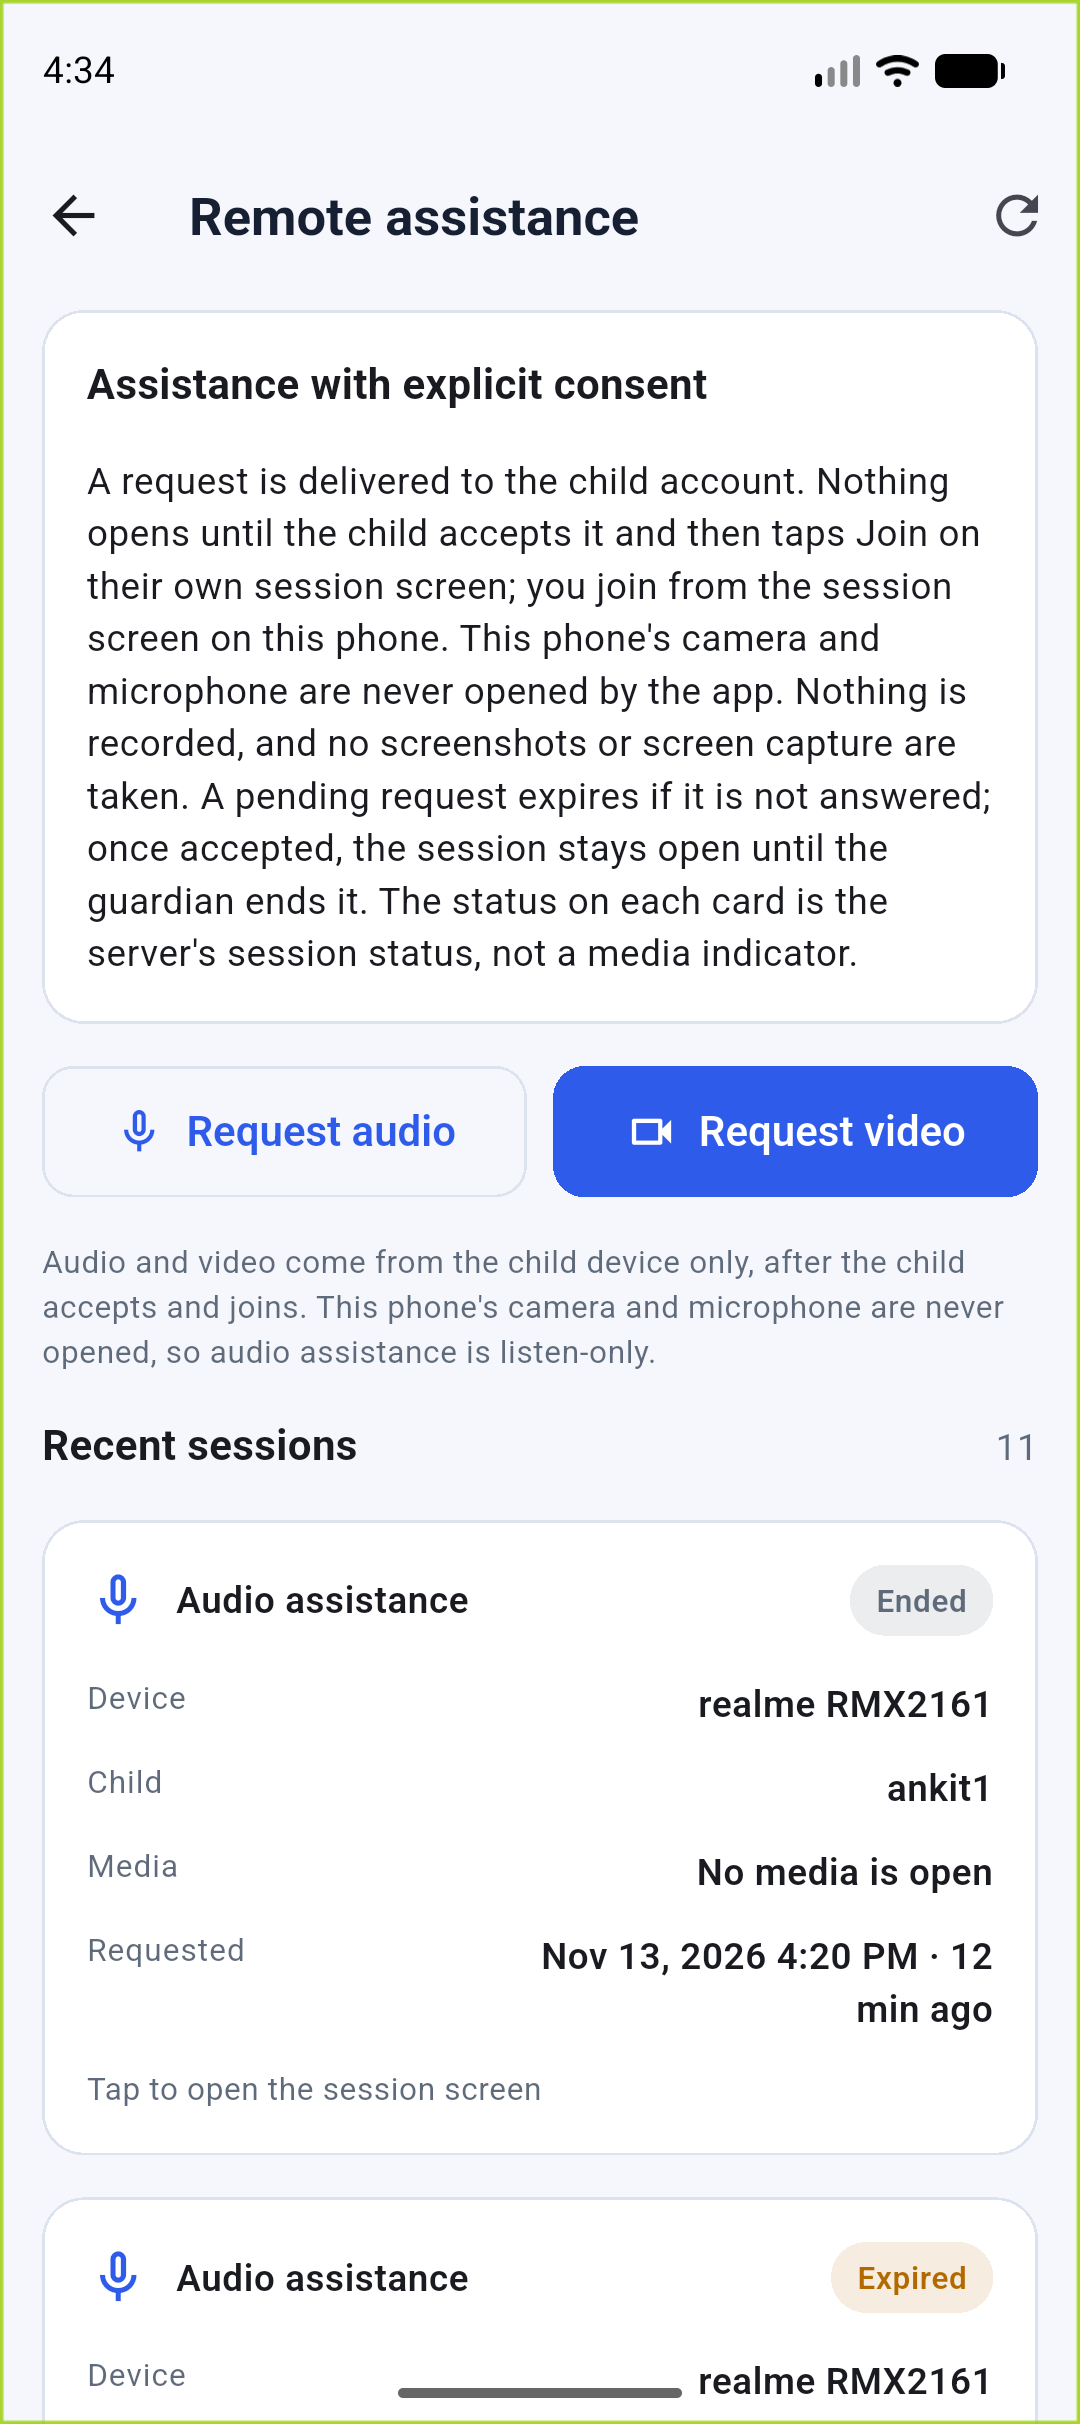 4:34
Remote assistance
Assistance with explicit consent
A request is delivered to the child account. Nothing
opens until the child accepts it and then taps Join on
their own session screen; you join from the session
screen on this phone. This phone's camera and
microphone are never opened by the app. Nothing is
recorded, and no screenshots or screen capture are
taken. A pending request expires if it is not answered;
once accepted, the session stays open until the
guardian ends it. The status on each card is the
server's session status, not a media indicator.
Request audio
Request video
Audio and video come from the child device only, after the child
accepts and joins. This phone's camera and microphone are never
opened, so audio assistance is listen-only.
Recent sessions
11
Audio assistance
Ended
Device
realme RMX2161
Child
ankit1
Media
No media is open
Requested
Nov 13, 2026 4:20 PM · 12
min ago
Tap to open the session screen
Audio assistance
Expired
Device
realme RMX2161